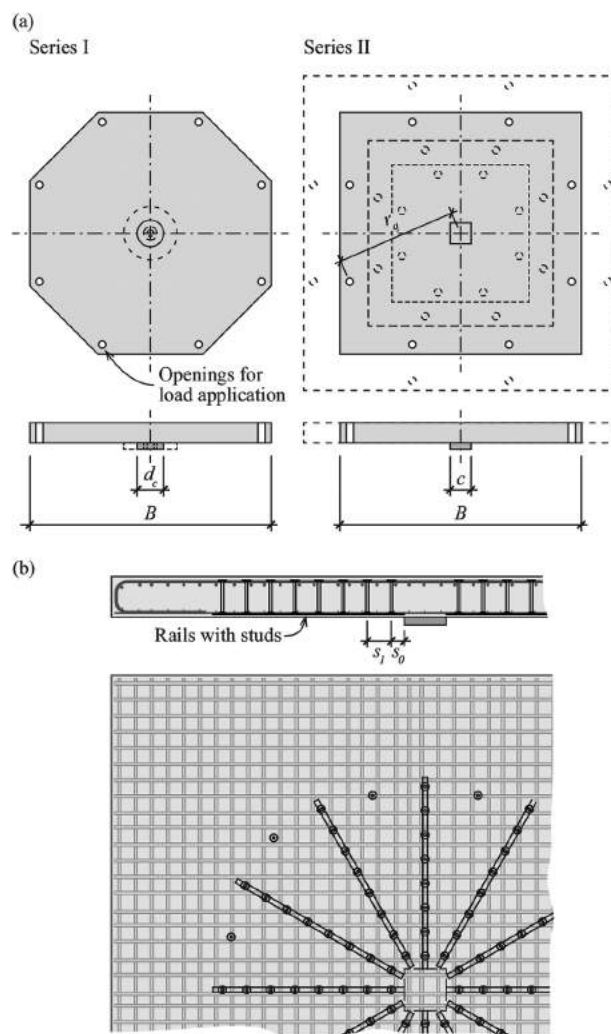 (a)
Series I
Series II
r_q
Openings for
load application
d_c
c
B
B
(b)
Rails with studs
s_1 s_0